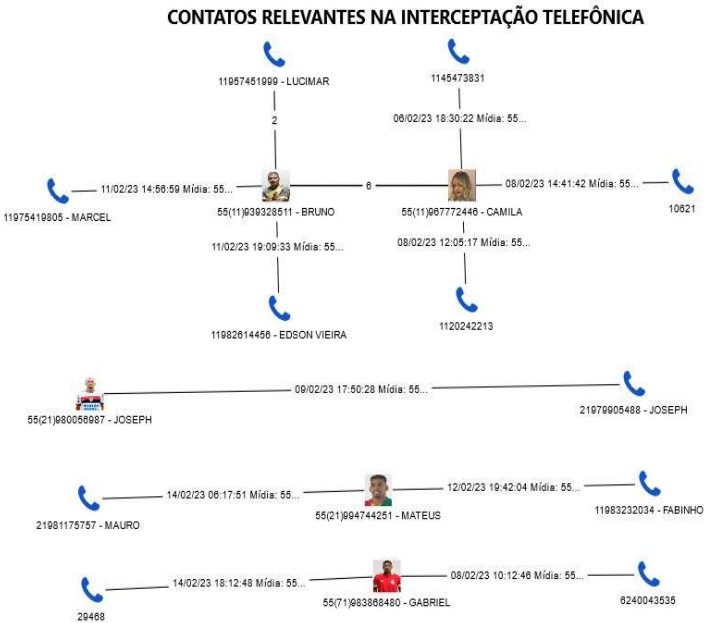 CONTATOS RELEVANTES NA INTERCEPTAÇÃO TELEFÔNICA
11957451999 - LUCIMAR
1145473831
2
06/02/23 18:30:22 Mídia: 55...
11/02/23 14:56:59 Mídia: 55...
6
08/02/23 14:41:42 Mídia: 55...
11975419805 - MARCEL
55(11)939328511 - BRUNO
55(11)967772446 - CAMILA
10621
11/02/23 19:09:33 Mídia: 55...
08/02/23 12:05:17 Mídia: 55...
11982614456 - EDSON VIEIRA
1120242213
09/02/23 17:50:28 Mídia: 55...
55(21)980056987 - JOSEPH
21979905488 - JOSEPH
14/02/23 06:17:51 Mídia: 55...
12/02/23 19:42:04 Mídia: 55...
21981175757 - MAURO
55(21)994744251 - MATEUS
11983232034 - FABINHO
14/02/23 18:12:48 Mídia: 55...
08/02/23 10:12:46 Mídia: 55...
29468
55(71)983868480 - GABRIEL
6240043535